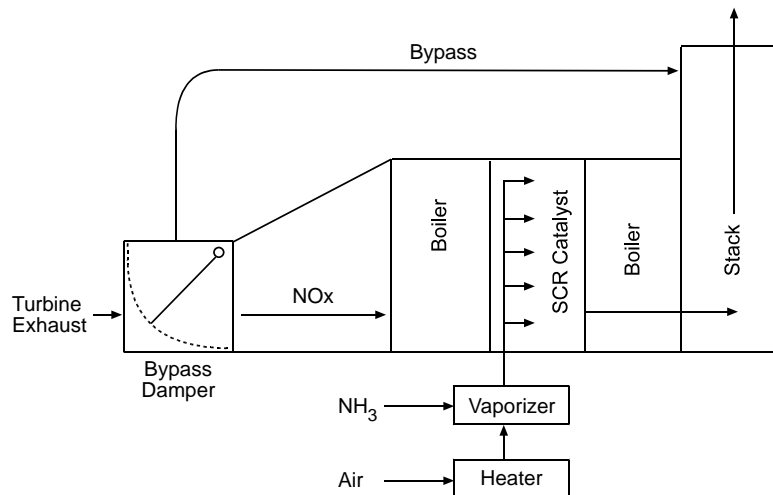 Bypass
Boiler
SCR Catalyst
Boiler
Stack
Turbine
Exhaust
NOx
Bypass
Damper
NH3
Vaporizer
Air
Heater